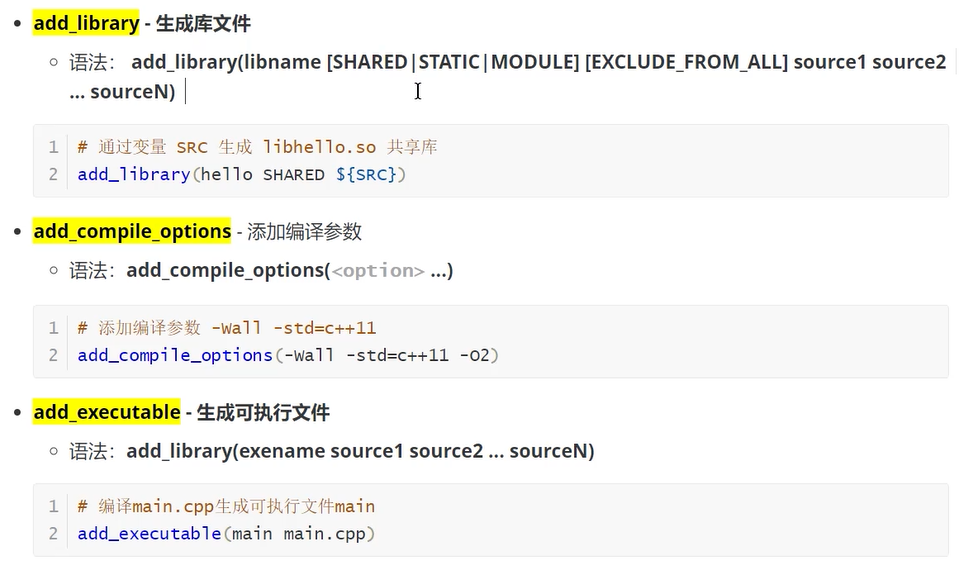 add_library - 生成库文件
语法： add_library(libname [SHARED|STATIC|MODULE] [EXCLUDE_FROM_ALL] source1 source2
... sourceN)
1 # 通过变量 SRC 生成 libhello.so 共享库
2 add_library(hello SHARED ${SRC})
add_compile_options - 添加编译参数
语法：add_compile_options(<option> ...)
1 # 添加编译参数 -Wall -std=c++11
2 add_compile_options(-Wall -std=c++11 -O2)
add_executable - 生成可执行文件
语法：add_library(exename source1 source2 ... sourceN)
1 # 编译main.cpp生成可执行文件main
2 add_executable(main main.cpp)